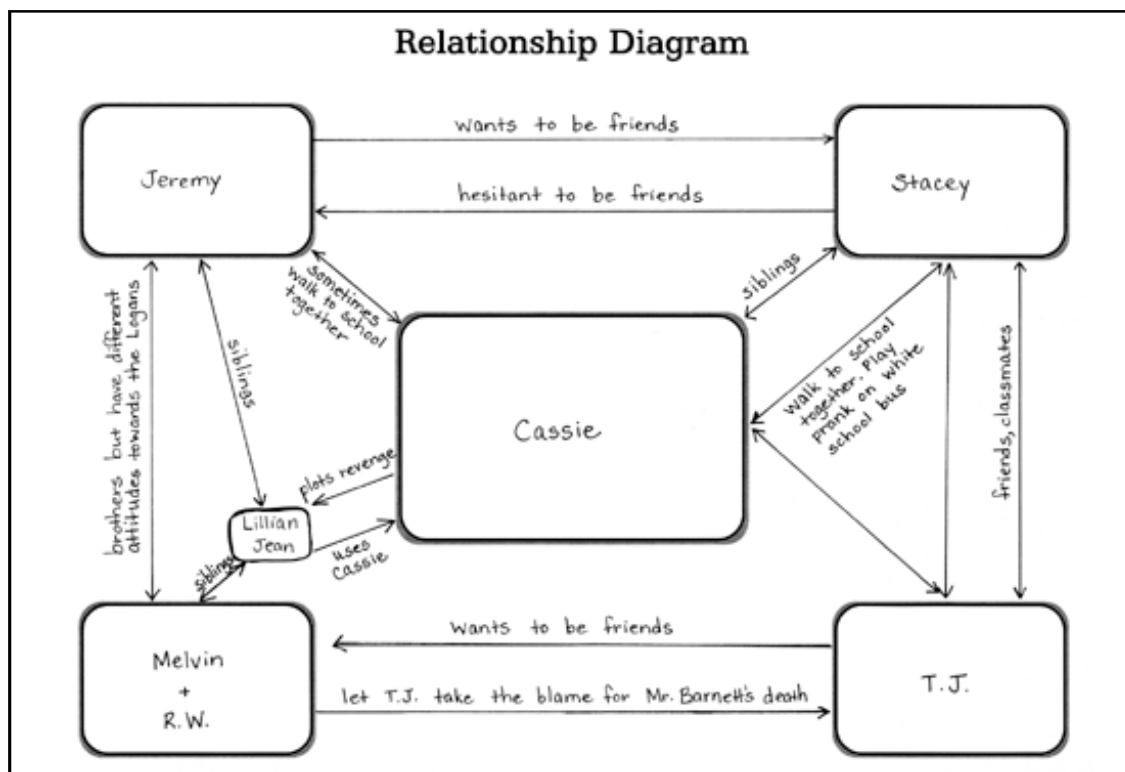 Relationship Diagram
Jeremy
wants to be friends
hesitant to be friends
Stacey
sometimes
walk to school
together
siblings
brothers but have different
attitudes towards the Logans
siblings
Cassie
walk to school
together. Play
prank on white
school bus
friends, classmates
plots revenge
Lillian
Jean
uses
Cassie
siblings
Melvin
+
R.W.
wants to be friends
let T.J. take the blame for Mr. Barnett's death
T.J.